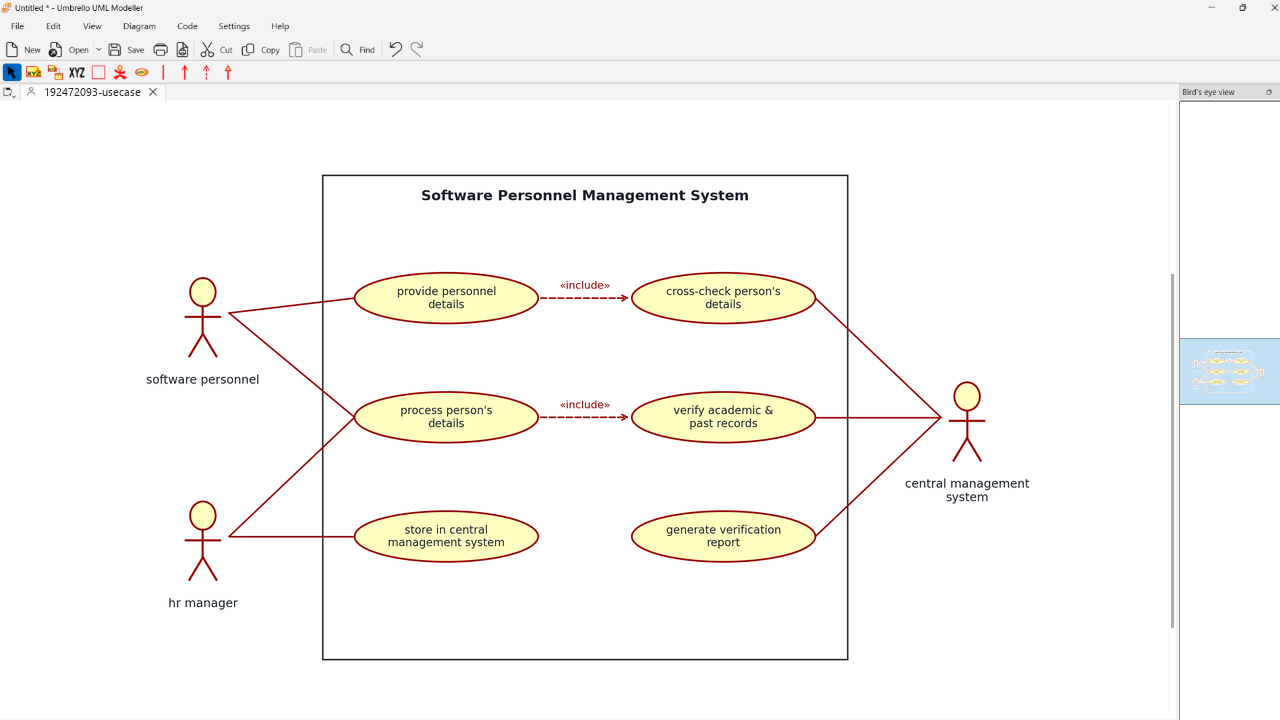 Untitled * - Umbrello UML Modeller
File Edit View Diagram Code Settings Help
New Open Save Cut Copy Paste Find
XYZ
192472093-usecase
Bird's eye view
Software Personnel Management System
provide personnel
details
«include»
cross-check person's
details
software personnel
process person's
details
«include»
verify academic &
past records
central management
system
store in central
management system
generate verification
report
hr manager